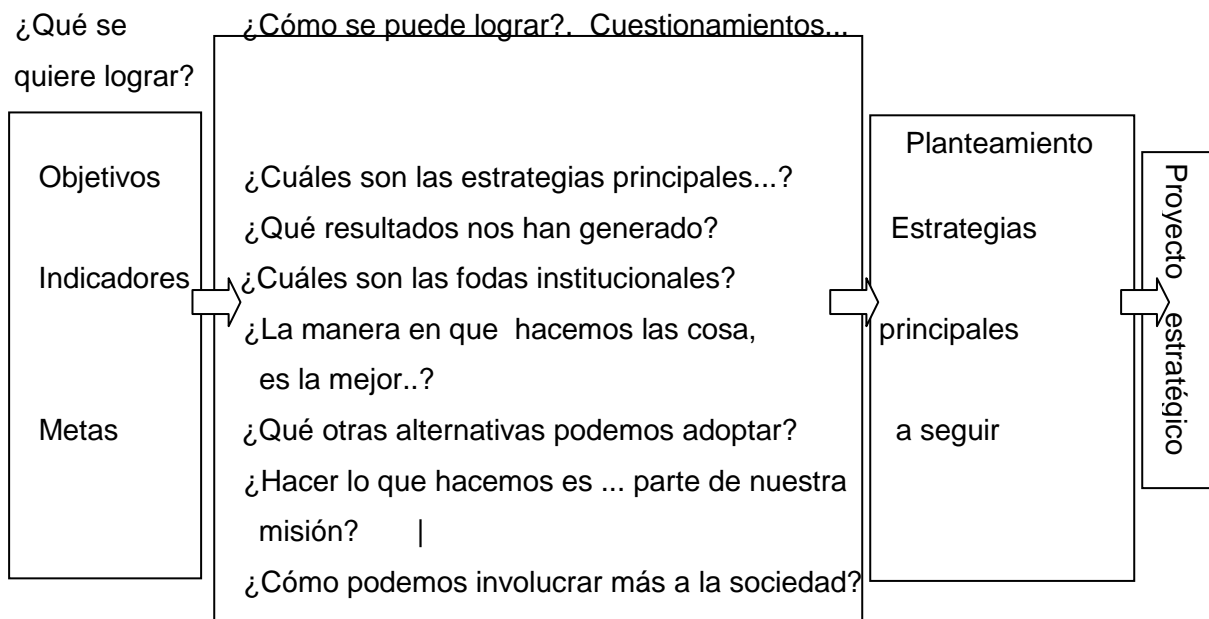 ¿Qué se
quiere lograr?
¿Cómo se puede lograr?. Cuestionamientos...
Objetivos
Indicadores
Metas
¿Cuáles son las estrategias principales...?
¿Qué resultados nos han generado?
¿Cuáles son las fodas institucionales?
¿La manera en que hacemos las cosa,
es la mejor..?
¿Qué otras alternativas podemos adoptar?
¿Hacer lo que hacemos es ... parte de nuestra
misión? |
¿Cómo podemos involucrar más a la sociedad?
Planteamiento
Estrategias
principales
a seguir
Proyecto estratégico